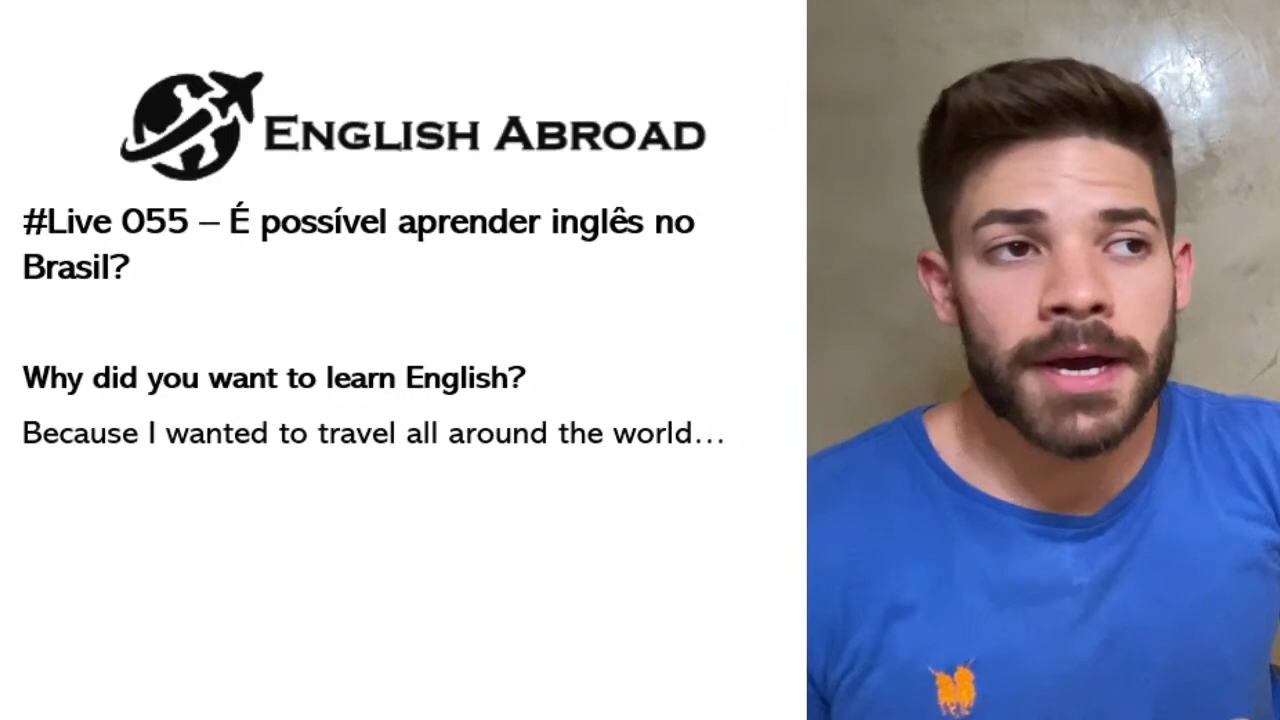 English Abroad
#Live 055 – É possível aprender inglês no
Brasil?
Why did you want to learn English?
Because I wanted to travel all around the world…